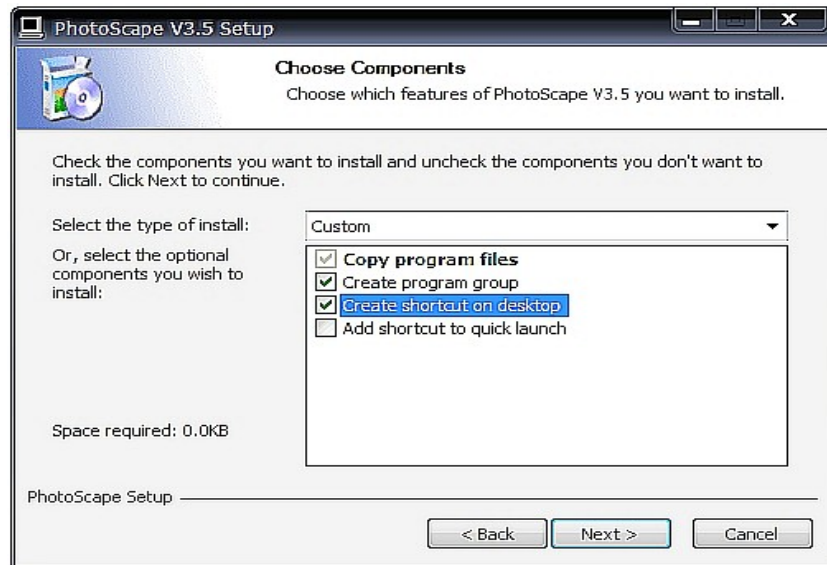 PhotoScape V3.5 Setup
Choose Components
Choose which features of PhotoScape V3.5 you want to install.
Check the components you want to install and uncheck the components you don't want to
install. Click Next to continue.
Select the type of install:
Custom
Or, select the optional
components you wish to
install:
Copy program files
Create program group
Create shortcut on desktop
Add shortcut to quick launch
Space required: 0.0KB
PhotoScape Setup
< Back
Next >
Cancel